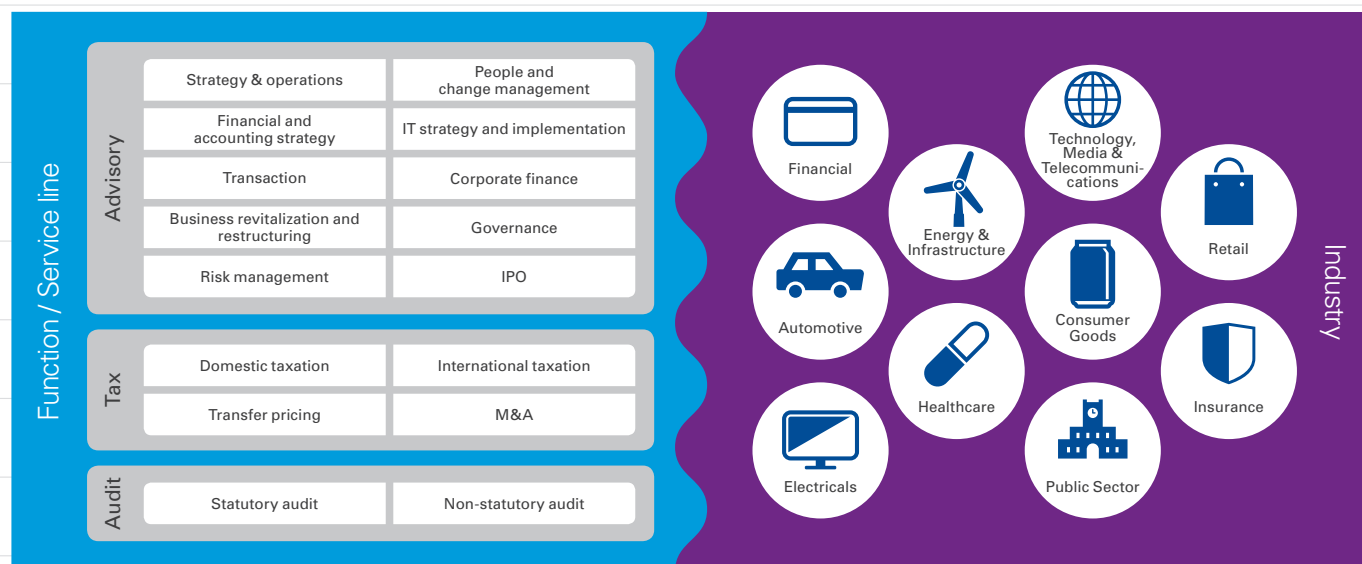 Function / Service line
Advisory
Strategy & operations
People and
change management
Financial and
accounting strategy
IT strategy and implementation
Transaction
Corporate finance
Business revitalization and
restructuring
Governance
Risk management
IPO
Tax
Domestic taxation
International taxation
Transfer pricing
M&A
Audit
Statutory audit
Non-statutory audit
Financial
Technology,
Media &
Telecommuni-
cations
Energy &
Infrastructure
Retail
Automotive
Consumer
Goods
Healthcare
Insurance
Electricals
Public Sector
Industry